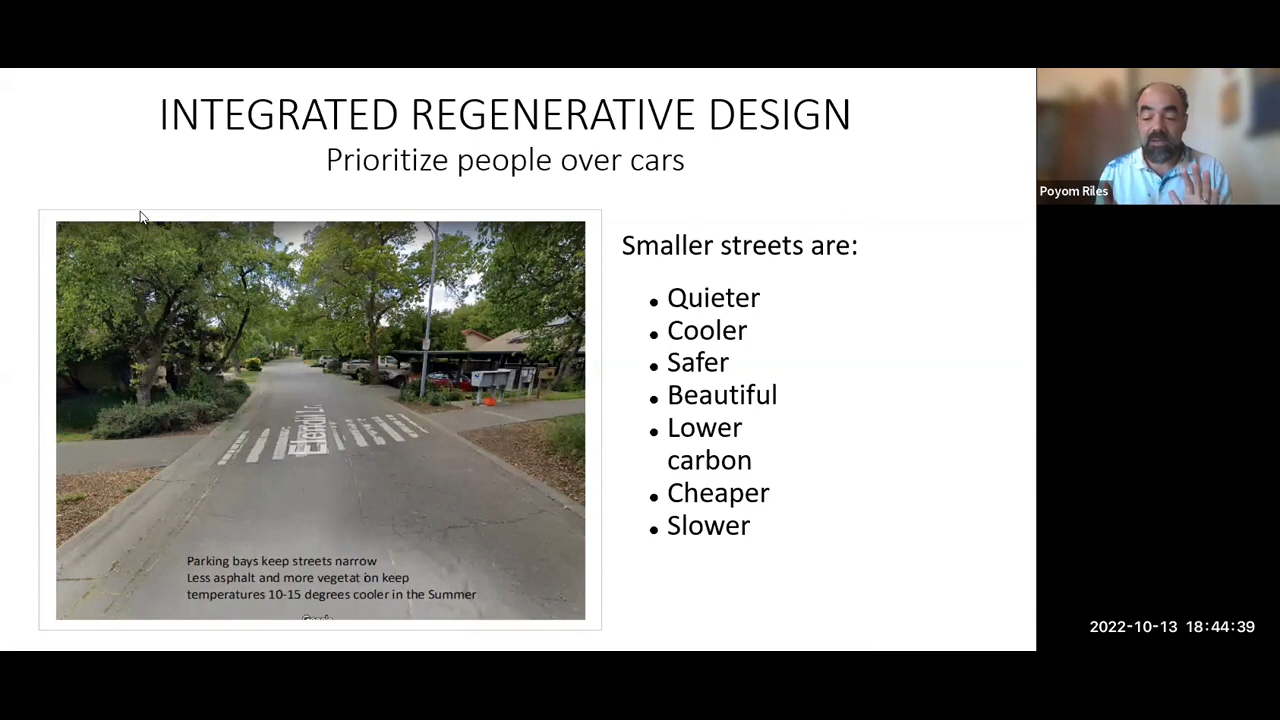 INTEGRATED REGENERATIVE DESIGN
Prioritize people over cars
Poyom Riles
Smaller streets are:
• Quieter
• Cooler
• Safer
• Beautiful
• Lower
carbon
• Cheaper
• Slower
Parking bays keep streets narrow
Less asphalt and more vegetation keep
temperatures 10-15 degrees cooler in the Summer
Google
2022-10-13 18:44:39